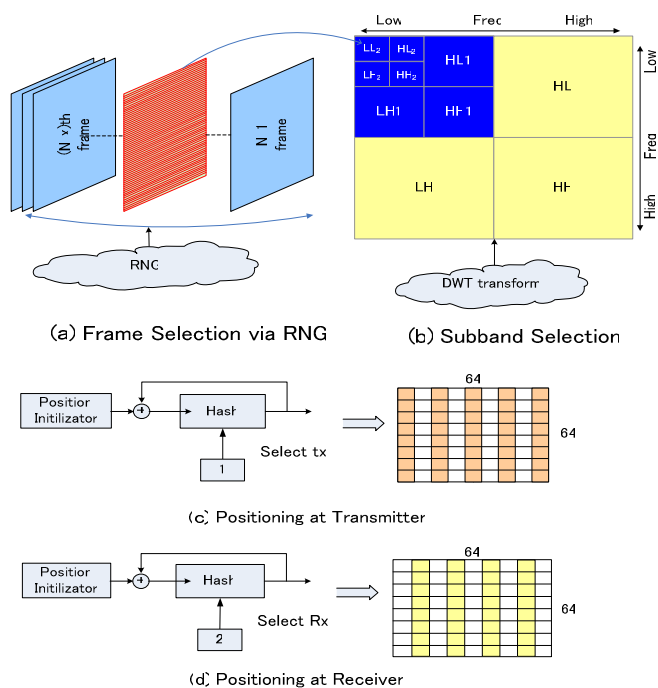 Low Freq High
(N x)th
frame
N 1
frame
RNG
LL2 HL2
LH2 HH2
HL1
LH1
HH1
HL
LH
HH
Low
Freq
High
DWT transform
(a) Frame Selection via RNG
(b) Subband Selection
Position
Initilizator
+
Hash
1
Select tx
64
64
(c) Positioning at Transmitter
Position
Initilizator
+
Hash
2
Select Rx
64
64
(d) Positioning at Receiver